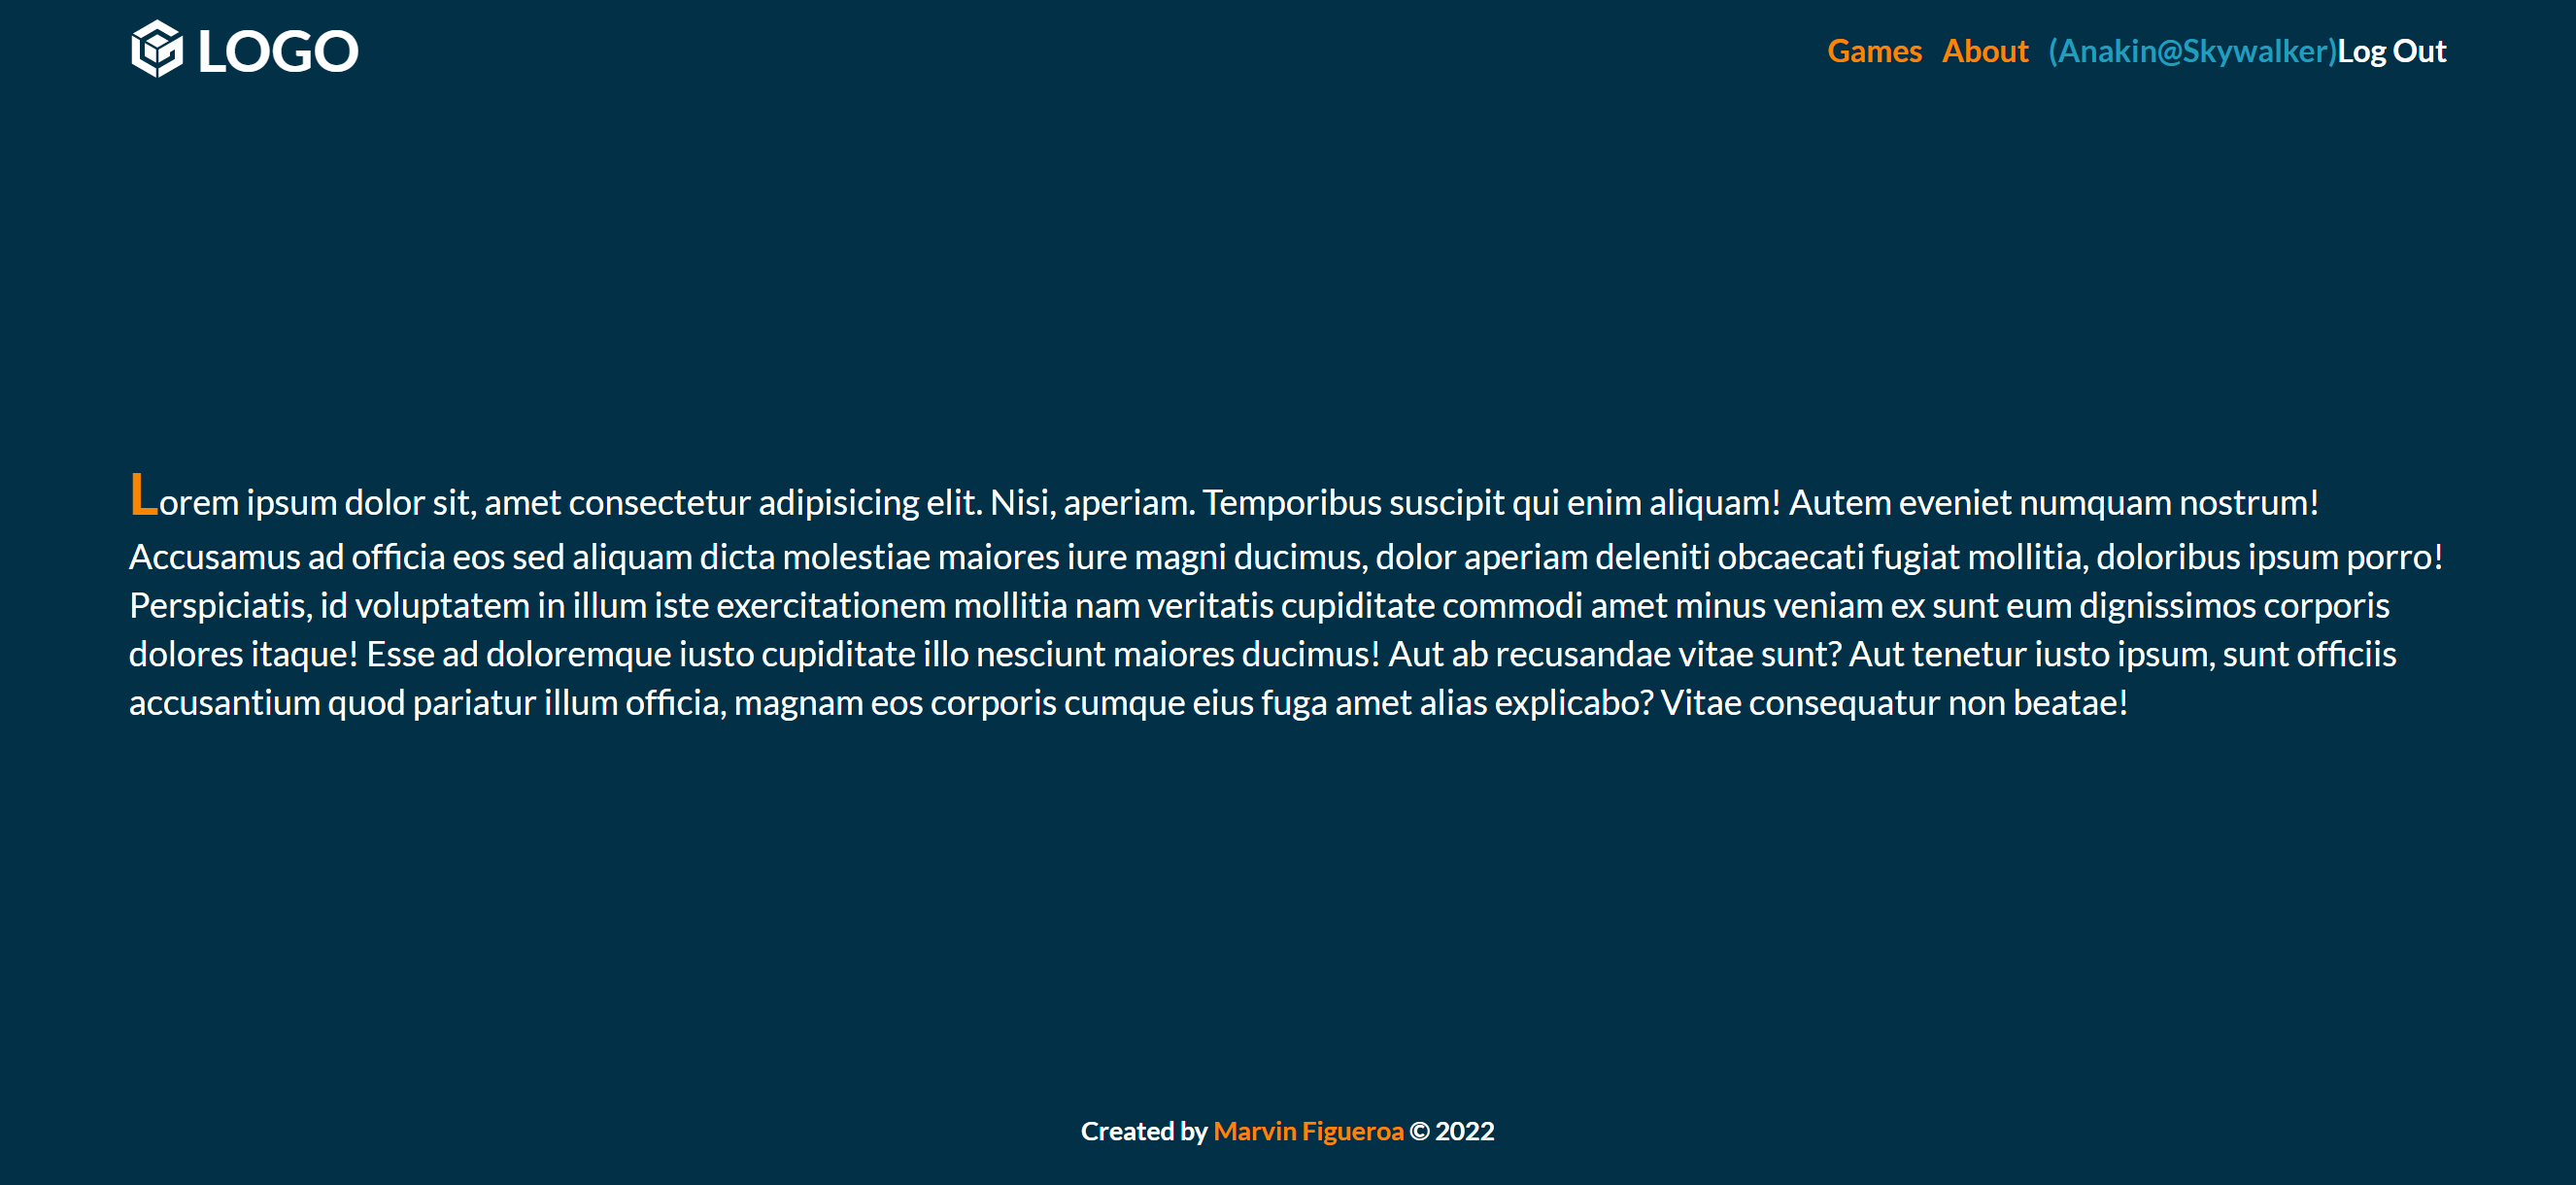 LOGO
Games About (Anakin@Skywalker)Log Out
Lorem ipsum dolor sit, amet consectetur adipisicing elit. Nisi, aperiam. Temporibus suscipit qui enim aliquam! Autem eveniet numquam nostrum!
Accusamus ad officia eos sed aliquam dicta molestiae maiores iure magni ducimus, dolor aperiam deleniti obcaecati fugiat mollitia, doloribus ipsum porro!
Perspiciatis, id voluptatem in illum iste exercitationem mollitia nam veritatis cupiditate commodi amet minus veniam ex sunt eum dignissimos corporis
dolores itaque! Esse ad doloremque iusto cupiditate illo nesciunt maiores ducimus! Aut ab recusandae vitae sunt? Aut tenetur iusto ipsum, sunt officiis
accusantium quod pariatur illum officia, magnam eos corporis cumque eius fuga amet alias explicabo? Vitae consequatur non beatae!
Created by Marvin Figueroa © 2022